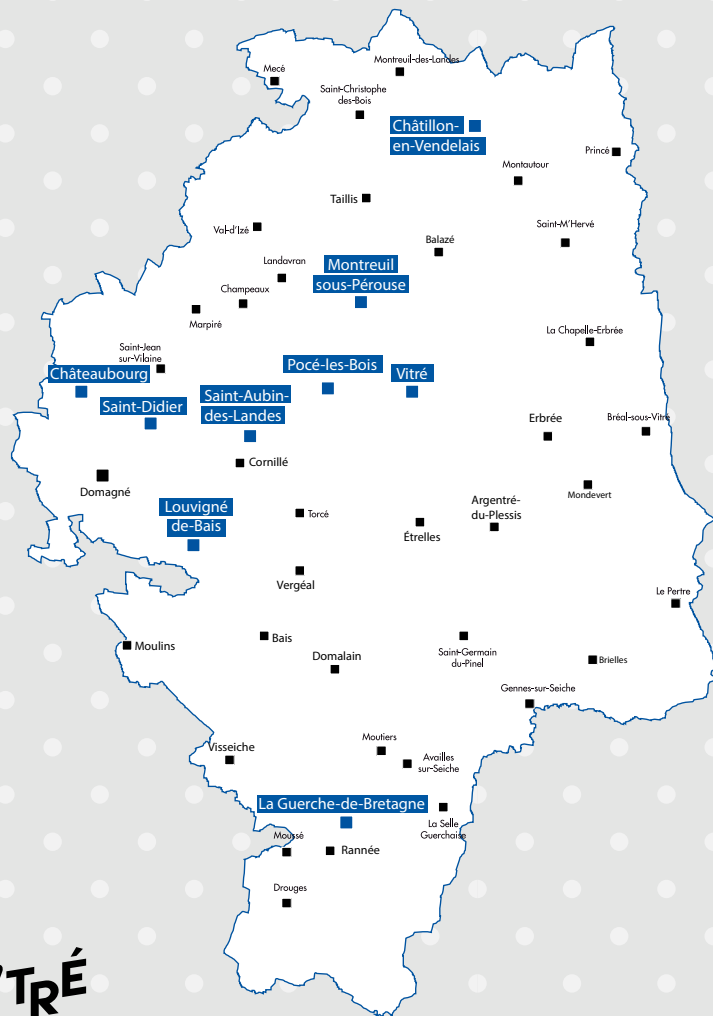 Montreuil-des-Landes
Mecé
Saint-Christophe
des-Bois
Châtillon-
en-Vendelais
Princé
Montautour
Taillis
Val-d'Izé
Saint-M'Hervé
Balazé
Landavran
Montreuil
sous-Pérouse
Champeaux
Marpiré
La Chapelle-Erbrée
Saint-Jean
sur-Vilaine
Châteaubourg
Pocé-les-Bois
Vitré
Saint-Didier
Saint-Aubin-
des-Landes
Erbrée
Bréal-sous-Vitré
Cornillé
Domagné
Mondevert
Argentré-
du-Plessis
Louvigné
de-Bais
Torcé
Étrelles
Vergéal
Le Pertre
Moulins
Bais
Domalain
Saint-Germain
du-Pinel
Brielles
Gennes-sur-Seiche
Visseiche
Moutiers
Availles
sur-Seiche
La Guerche-de-Bretagne
La Selle
Guerchaise
Moussé
Rannée
Drouges
TRÉ